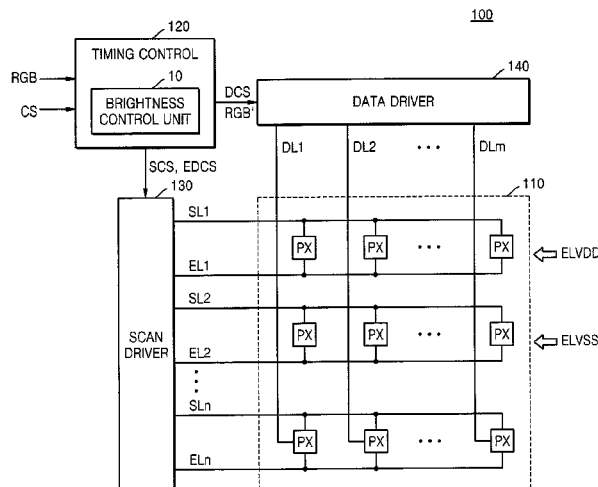 100
120
TIMING CONTROL
10
BRIGHTNESS
CONTROL UNIT
RGB
CS
DCS
RGB'
140
DATA DRIVER
SCS, EDCS
130
DL1
DL2
...
DLm
110
SL1
PX
PX
...
PX
ELVDD
EL1
SL2
PX
PX
...
PX
ELVSS
SCAN
DRIVER
EL2
SLn
PX
PX
...
PX
ELn